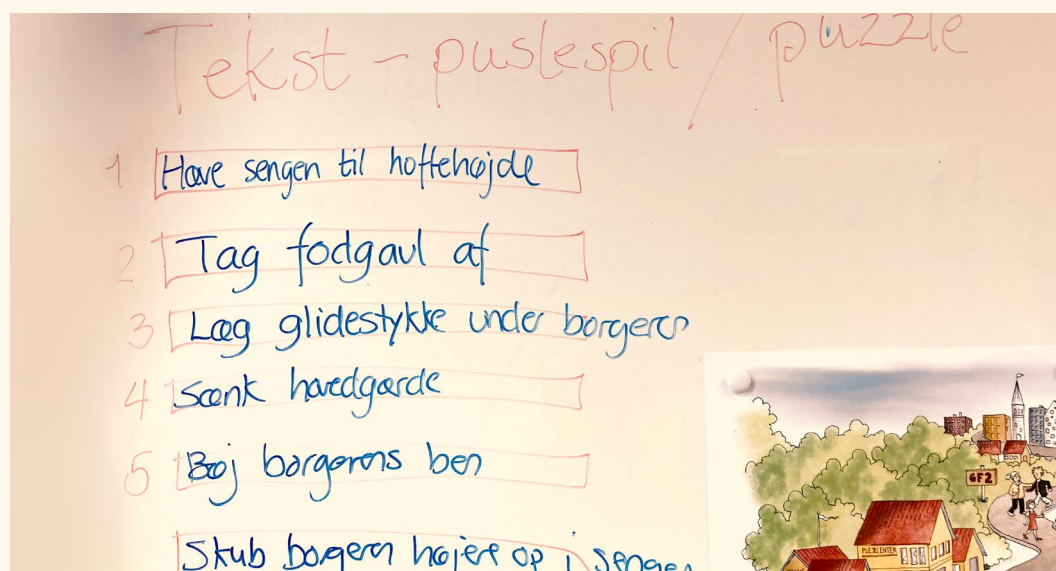 Tekst - puslespil / puzzle
1 Hæve sengen til hoftehøjde
2 Tag fodgavl af
3 Læg glidestykke under borgeren
4 Sænk hovedgærde
5 Bøj borgerens ben
Skub borgeren højere op i sengen
GF2
PLEJECENTER